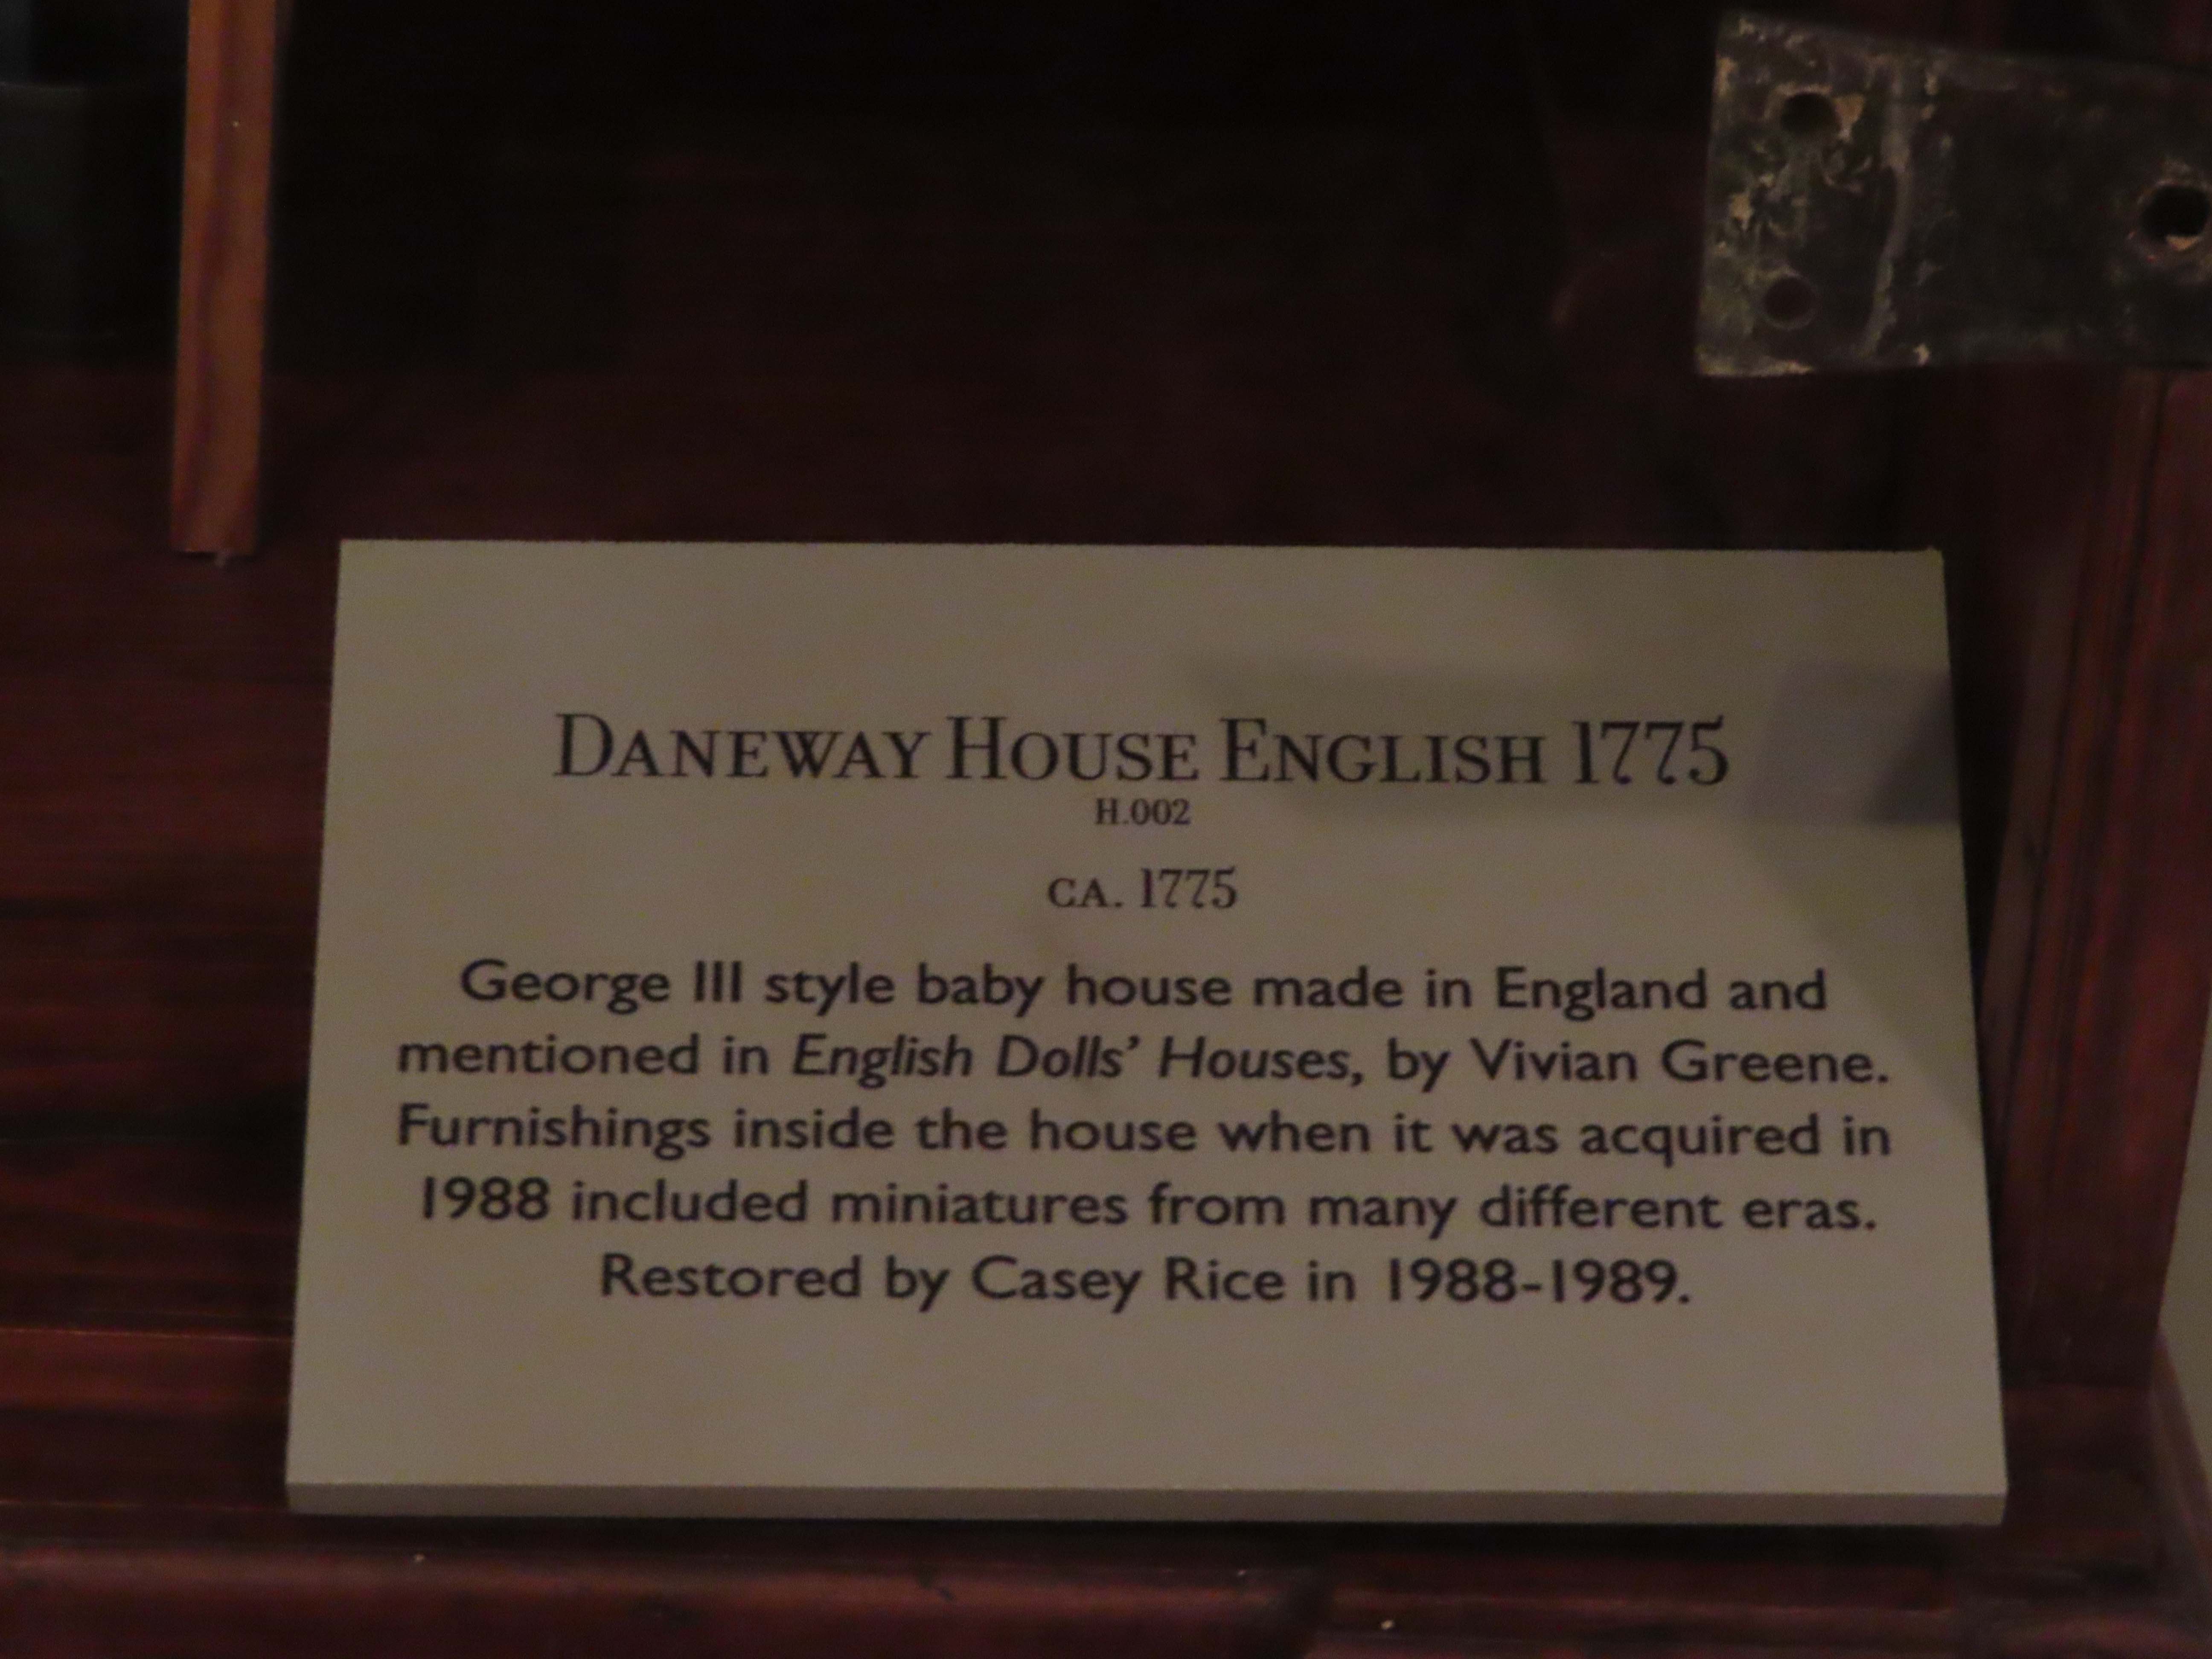 DANEWAY HOUSE ENGLISH 1775
H.002
CA. 1775
George III style baby house made in England and
mentioned in English Dolls' Houses, by Vivian Greene.
Furnishings inside the house when it was acquired in
1988 included miniatures from many different eras.
Restored by Casey Rice in 1988-1989.